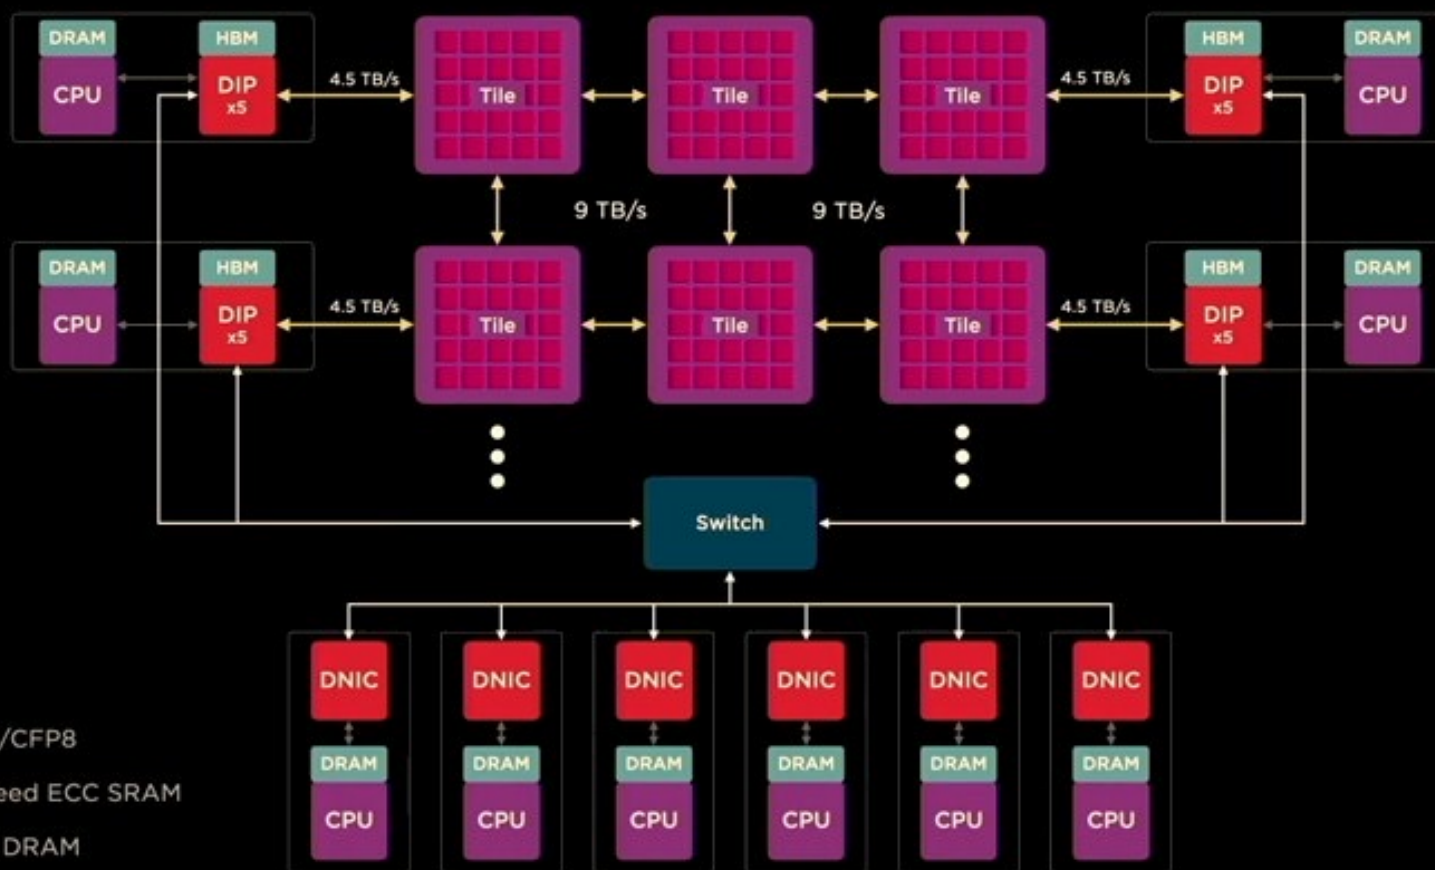 DRAM HBM HBM DRAM
CPU DIP x5 4.5 TB/s Tile Tile Tile 4.5 TB/s DIP x5 CPU
9 TB/s 9 TB/s
DRAM HBM HBM DRAM
CPU DIP x5 4.5 TB/s Tile Tile Tile 4.5 TB/s DIP x5 CPU
Switch
DNIC DNIC DNIC DNIC DNIC DNIC
/CFP8
DRAM DRAM DRAM DRAM DRAM DRAM
eed ECC SRAM
CPU CPU CPU CPU CPU CPU
DRAM